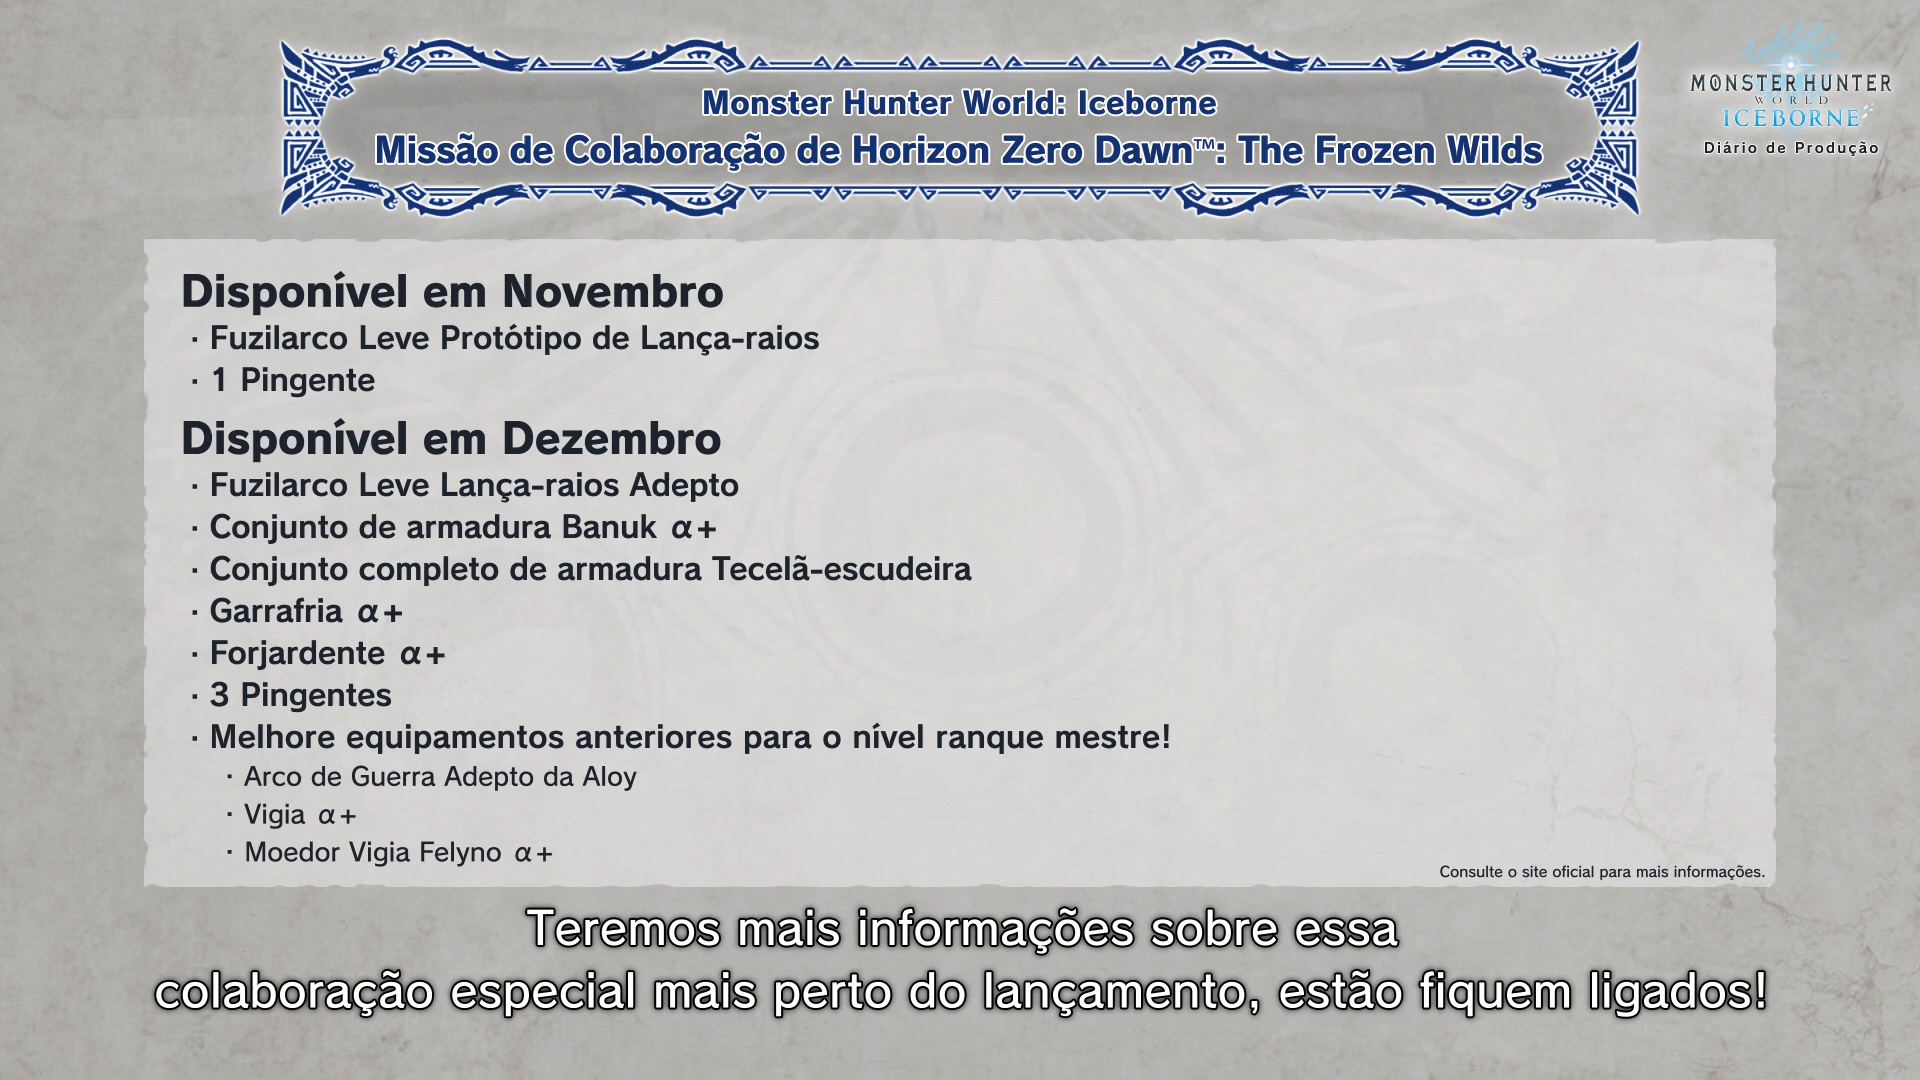 Monster Hunter World: Iceborne
Missão de Colaboração de Horizon Zero Dawn™: The Frozen Wilds
MONSTER HUNTER
WORLD
ICEBORNE
Diário de Produção
Disponível em Novembro
· Fuzilarco Leve Protótipo de Lança-raios
· 1 Pingente
Disponível em Dezembro
· Fuzilarco Leve Lança-raios Adepto
· Conjunto de armadura Banuk α+
· Conjunto completo de armadura Tecelã-escudeira
· Garrafria α+
· Forjardente α+
· 3 Pingentes
· Melhore equipamentos anteriores para o nível ranque mestre!
· Arco de Guerra Adepto da Aloy
· Vigia α+
· Moedor Vigia Felyno α+
Consulte o site oficial para mais informações.
Teremos mais informações sobre essa
colaboração especial mais perto do lançamento, estão fiquem ligados!